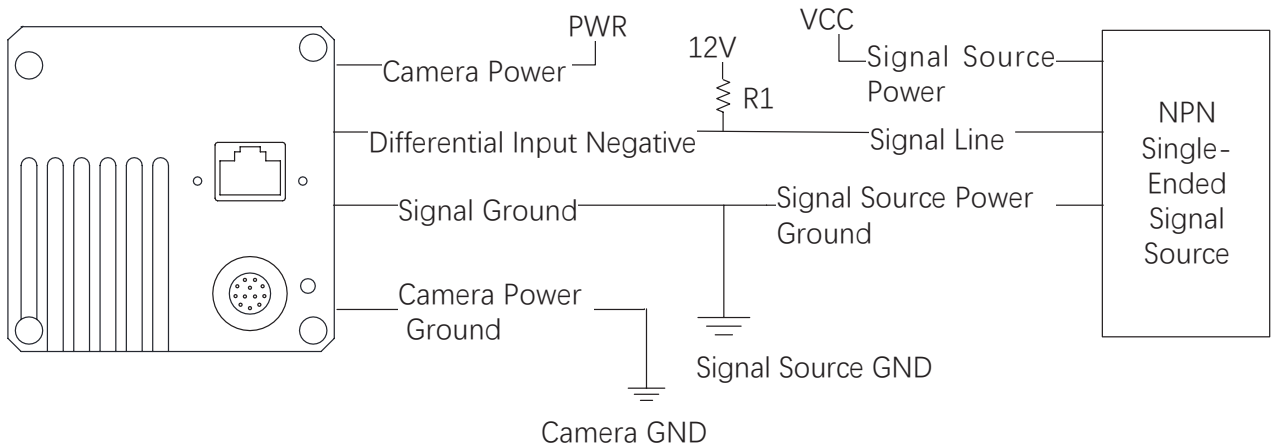 PWR
VCC
12V
Camera Power
Signal Source
Power
R1
Differential Input Negative
Signal Line
NPN
Single-
Ended
Signal
Source
Signal Ground
Signal Source Power
Ground
Camera Power
Ground
Signal Source GND
Camera GND